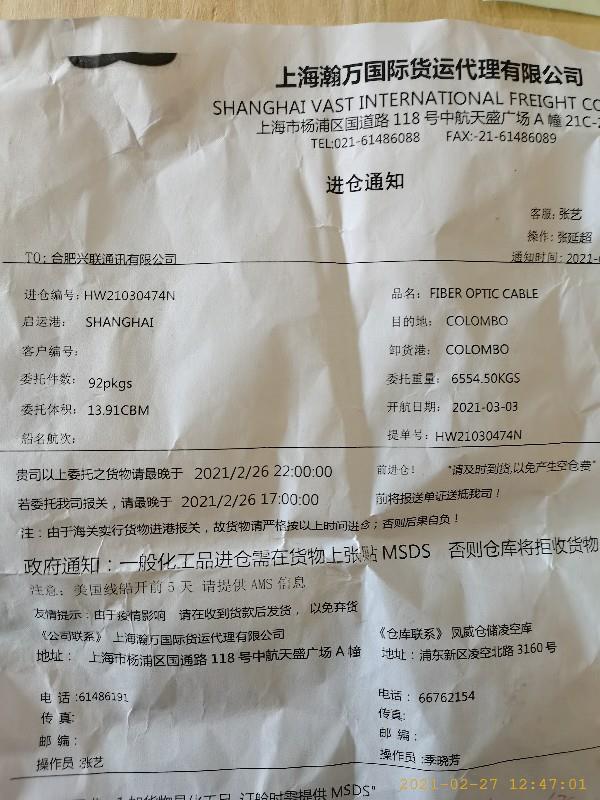 上海瀚万国际货运代理有限公司
SHANGHAI VAST INTERNATIONAL FREIGHT CO
上海市杨浦区国道路 118 号中航天盛广场 A 幢 21C-2
TEL:021-61486088 FAX:-21-61486089
进仓通知
客服:张艺
操作:张延超
TO:合肥兴联通讯有限公司 通知时间:2021-0
进仓编号:HW21030474N 品名: FIBER OPTIC CABLE
启运港: SHANGHAI 目的地: COLOMBO
客户编号: 卸货港: COLOMBO
委托件数: 92pkgs 委托重量: 6554.50KGS
委托体积: 13.91CBM 开航日期: 2021-03-03
船名航次: 提单号: HW21030474N
贵司以上委托之货物请最晚于 2021/2/26 22:00:00 前进仓! "请及时到货,以免产生空仓费"
若委托我司报关,请最晚于 2021/2/26 17:00:00 前将报送单证送抵我司!
注:由于海关实行货物进港报关,故货物请严格按以上时间进仓;否则后果自负!
政府通知:一般化工品进仓需在货物上张贴 MSDS 否则仓库将拒收货物
注意:美国线船开前 5 天 请提供 AMS 信息
友情提示:由于疫情影响 请在收到货款后发货,以免弃货
《公司联系》上海瀚万国际货运代理有限公司 《仓库联系》凤威仓储凌空库
地址: 上海市杨浦区国通路 118 号中航天盛广场 A 幢 地址:浦东新区凌空北路 3160 号
电 话:61486191 电话: 66762154
传 真: 传真:
邮 编: 邮 编:
操作员:张艺 操作员:李晓芳
货物是化工品,订舱时需提供 MSDS"
2021-02-27 12:47:01